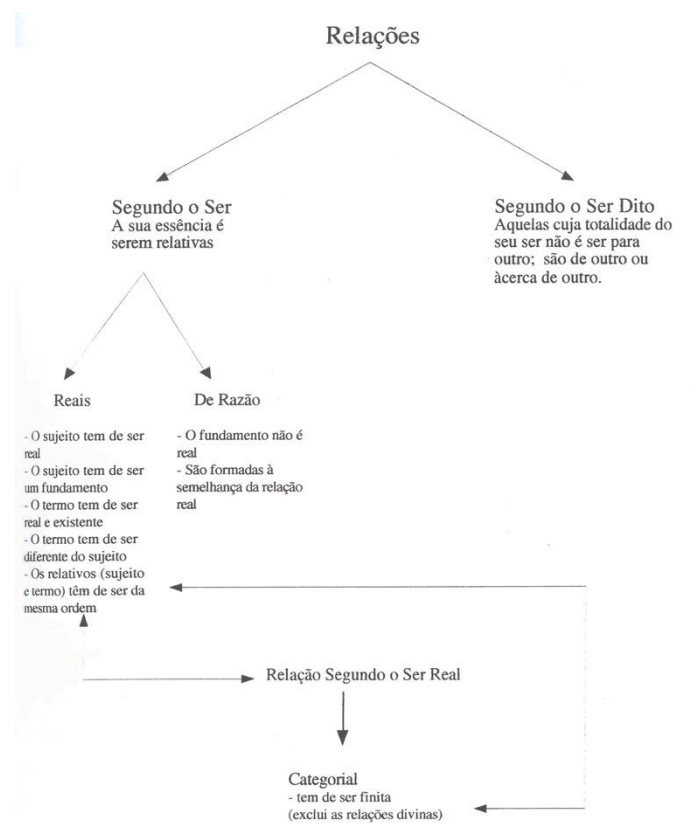 Relações
Segundo o Ser
A sua essência é
serem relativas
Segundo o Ser Dito
Aquelas cuja totalidade do
seu ser não é ser para
outro; são de outro ou
àcerca de outro.
Reais
- O sujeito tem de ser
real
- O sujeito tem de ser
um fundamento
- O termo tem de ser
real e existente
- O termo tem de ser
diferente do sujeito
- Os relativos (sujeito
e termo) têm de ser da
mesma ordem
De Razão
- O fundamento não é
real
- São formadas à
semelhança da relação
real
Relação Segundo o Ser Real
Categorial
- tem de ser finita
(exclui as relações divinas)